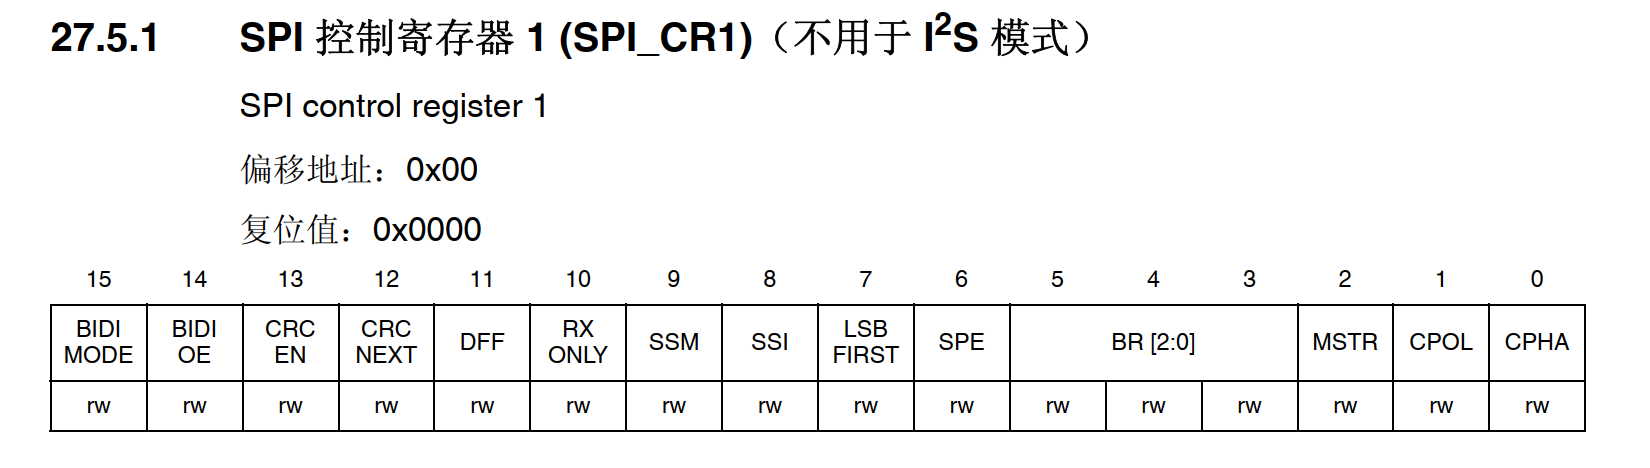 27.5.1 SPI 控制寄存器 1 (SPI_CR1)（不用于 I²S 模式）
SPI control register 1
偏移地址：0x00
复位值：0x0000
15 14 13 12 11 10 9 8 7 6 5 4 3 2 1 0
BIDI MODE BIDI OE CRC EN CRC NEXT DFF RX ONLY SSM SSI LSB FIRST SPE BR [2:0] MSTR CPOL CPHA
rw rw rw rw rw rw rw rw rw rw rw rw rw rw rw rw